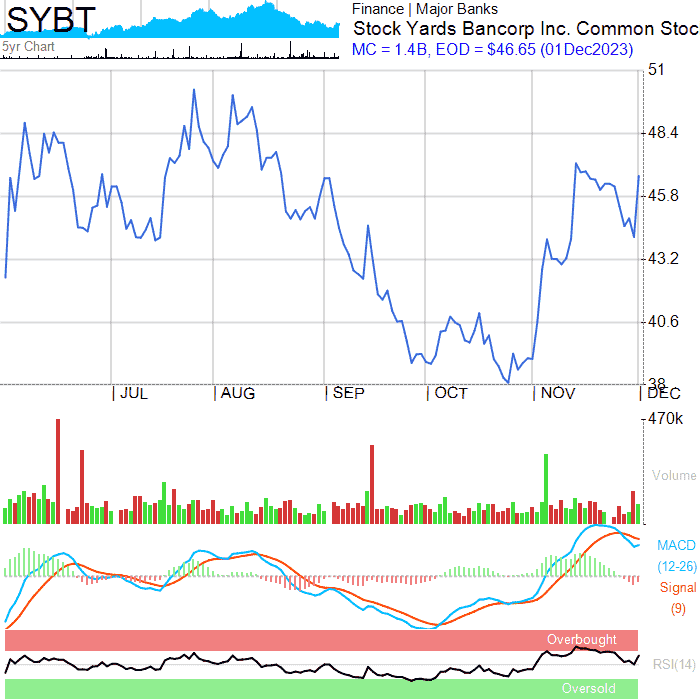 SYBT
5yr Chart
Finance | Major Banks
Stock Yards Bancorp Inc. Common Stoc
MC = 1.4B, EOD = $46.65 (01Dec2023)
51
48.4
45.8
43.2
40.6
38
JUL
AUG
SEP
OCT
NOV
DEC
470k
Volume
MACD
(12-26)
Signal
(9)
Overbought
RSI(14)
Oversold